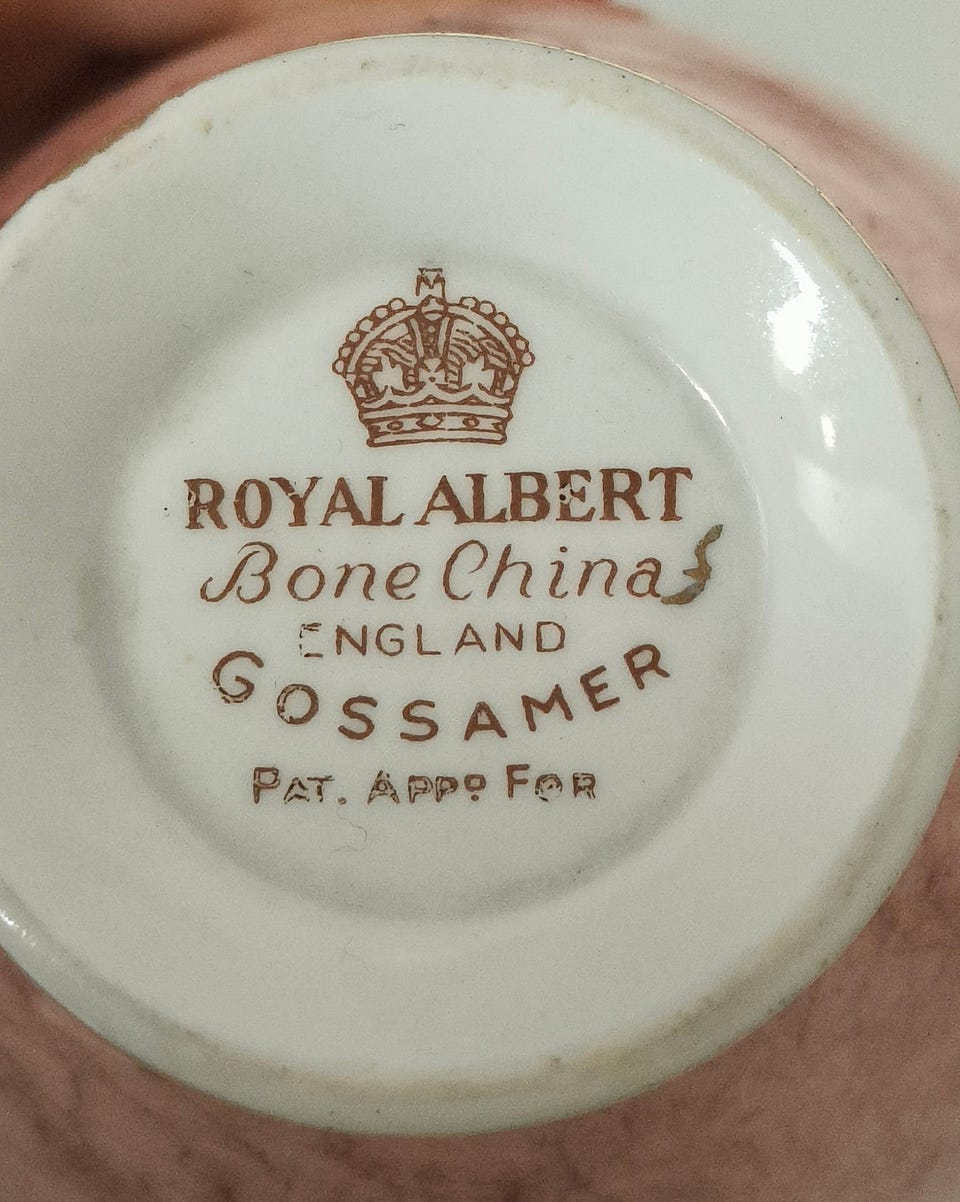 ROYAL ALBERT
Bone China
ENGLAND
GOSSAMER
PAT. APPD FOR